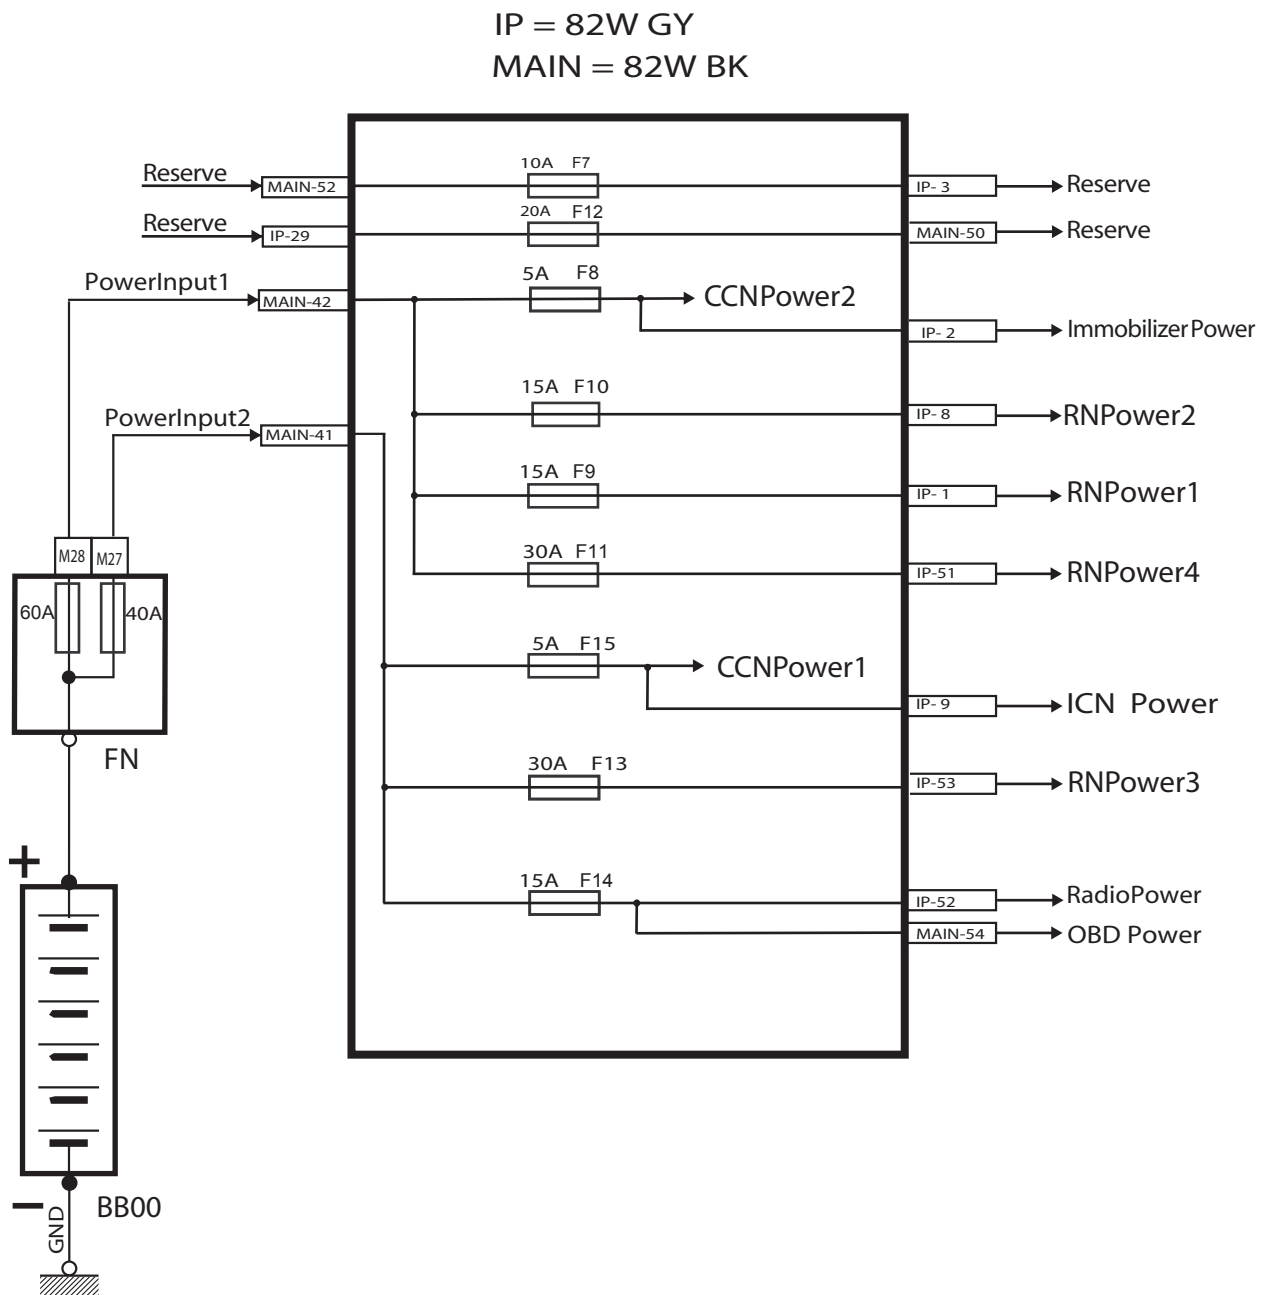 IP = 82W GY
MAIN = 82W BK
Reserve MAIN-52 10A F7 IP- 3 Reserve
Reserve IP-29 20A F12 MAIN-50 Reserve
PowerInput1 MAIN-42 5A F8 CCNPower2
IP- 2 ImmobilizerPower
15A F10 IP- 8 RNPower2
PowerInput2 MAIN-41
15A F9 IP- 1 RNPower1
M28 M27 30A F11 IP-51 RNPower4
60A 40A
5A F15 CCNPower1
IP- 9 ICN Power
FN
30A F13 IP-53 RNPower3
+
15A F14 IP-52 RadioPower
MAIN-54 OBD Power
− BB00
GND